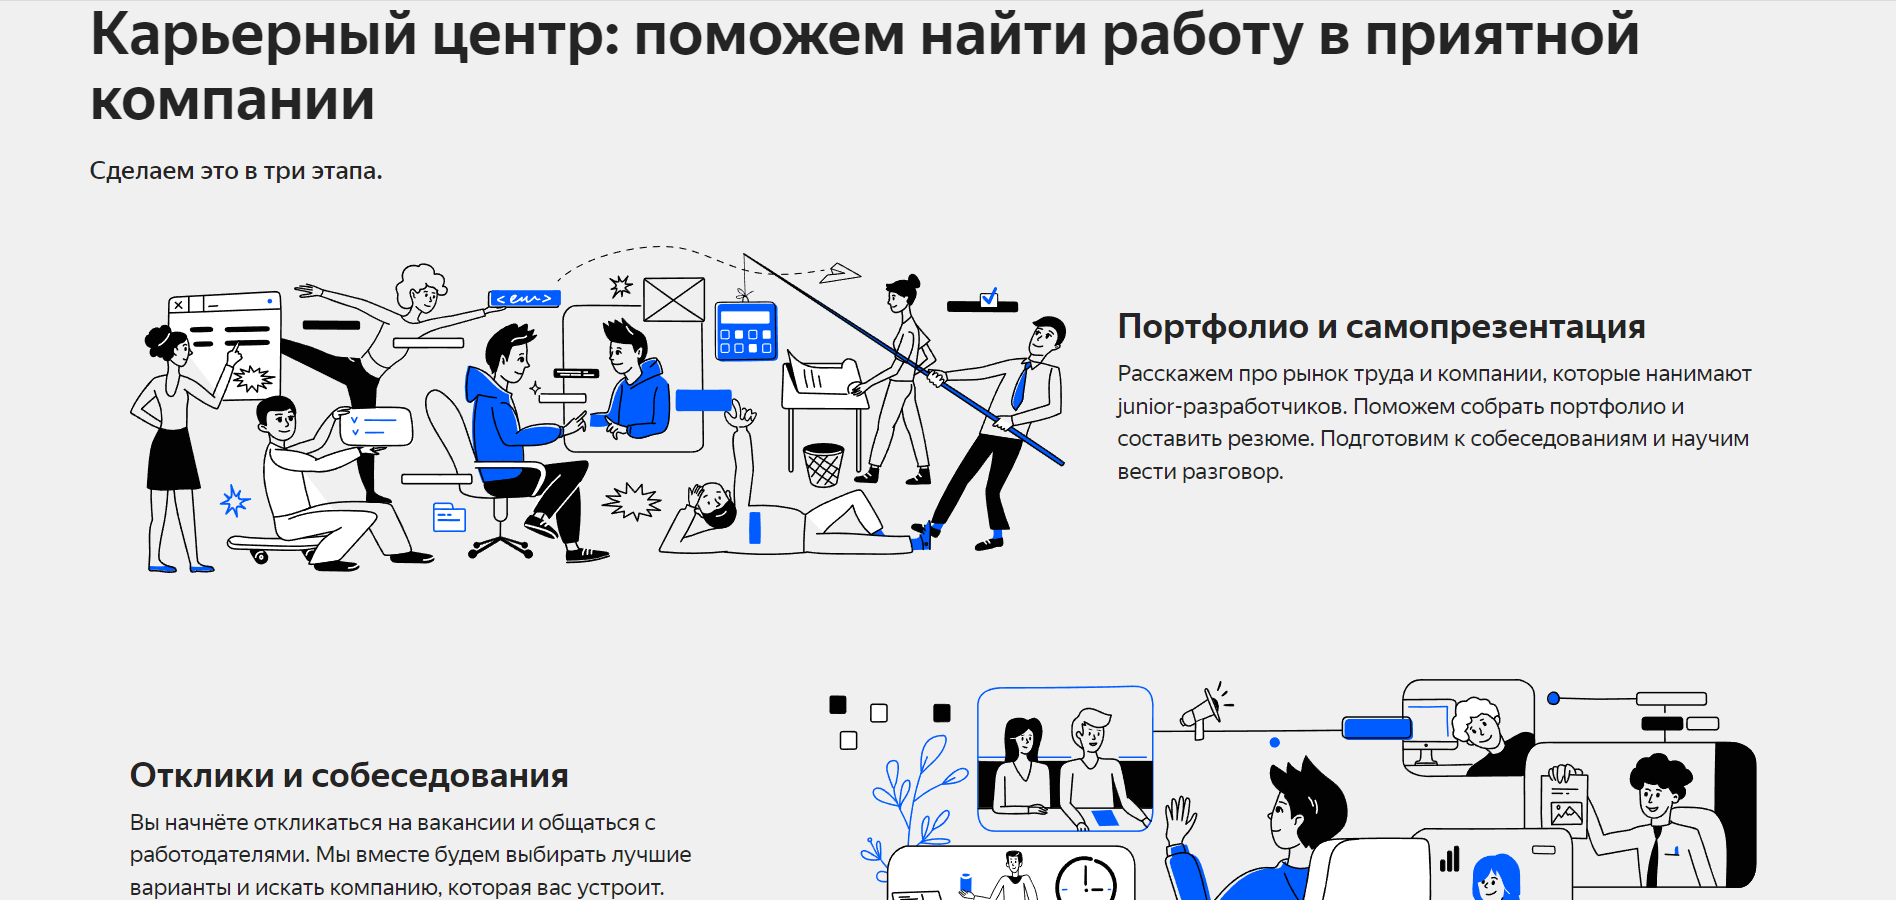 Карьерный центр: поможем найти работу в приятной
компании
Сделаем это в три этапа.
Портфолио и самопрезентация
Расскажем про рынок труда и компании, которые нанимают
junior-разработчиков. Поможем собрать портфолио и
составить резюме. Подготовим к собеседованиям и научим
вести разговор.
Отклики и собеседования
Вы начнёте откликаться на вакансии и общаться с
работодателями. Мы вместе будем выбирать лучшие
варианты и искать компанию, которая вас устроит.